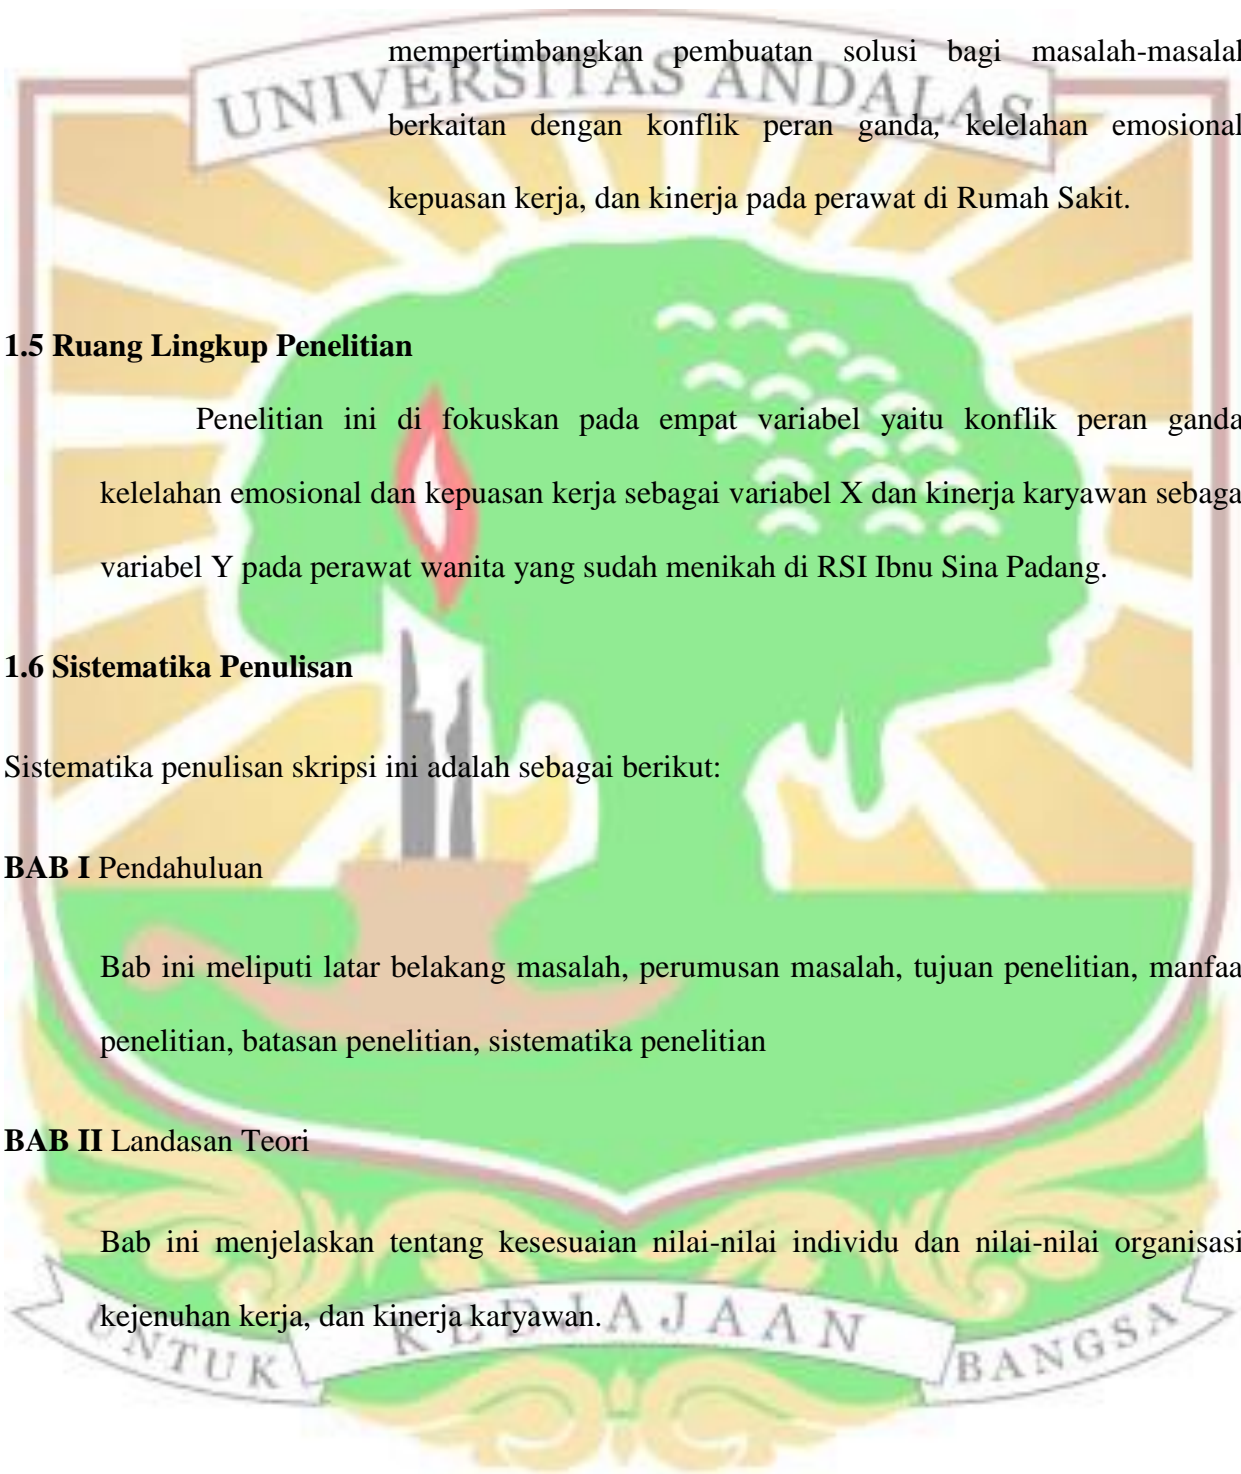 mempertimbangkan pembuatan solusi bagi masalah-masalah
UNIVERSITAS ANDALAS
berkaitan dengan konflik peran ganda, kelelahan emosional
kepuasan kerja, dan kinerja pada perawat di Rumah Sakit.
1.5 Ruang Lingkup Penelitian
Penelitian ini di fokuskan pada empat variabel yaitu konflik peran ganda
kelelahan emosional dan kepuasan kerja sebagai variabel X dan kinerja karyawan sebaga
variabel Y pada perawat wanita yang sudah menikah di RSI Ibnu Sina Padang.
1.6 Sistematika Penulisan
Sistematika penulisan skripsi ini adalah sebagai berikut:
BAB I Pendahuluan
Bab ini meliputi latar belakang masalah, perumusan masalah, tujuan penelitian, manfaa
penelitian, batasan penelitian, sistematika penelitian
BAB II Landasan Teori
Bab ini menjelaskan tentang kesesuaian nilai-nilai individu dan nilai-nilai organisasi
kejenuhan kerja, dan kinerja karyawan.
UNTUK KEDJAJAAN BANGSA